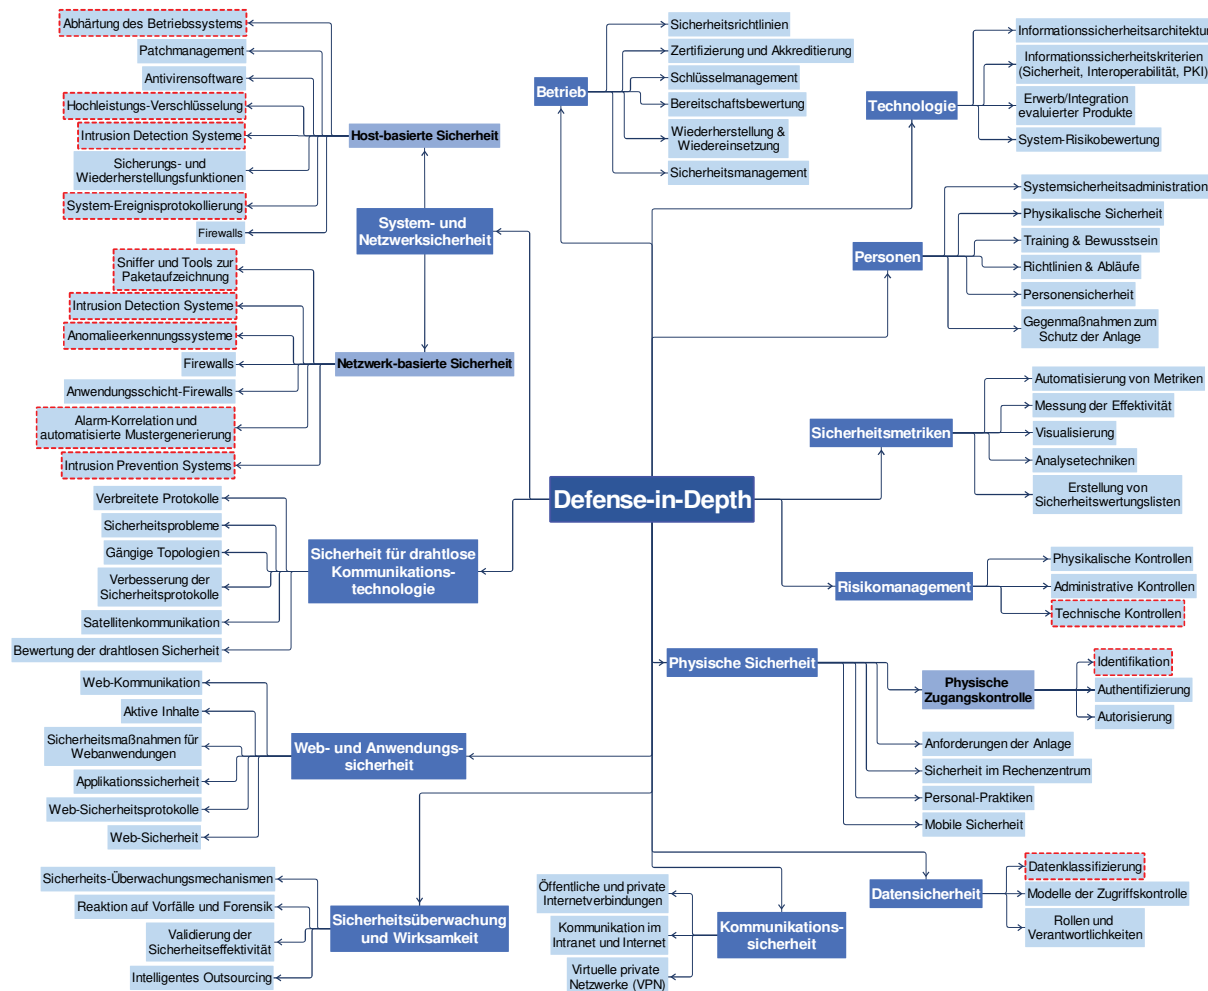 Abhärtung des Betriebssystems
Patchmanagement
Antivirensoftware
Hochleistungs-Verschlüsselung
Intrusion Detection Systeme
Sicherungs- und
Wiederherstellungsfunktionen
System-Ereignisprotokollierung
Firewalls
Host-basierte Sicherheit
System- und
Netzwerksicherheit
Sniffer und Tools zur
Paketaufzeichnung
Intrusion Detection Systeme
Anomalieerkennungssysteme
Firewalls
Anwendungsschicht-Firewalls
Alarm-Korrelation und
automatisierte Mustergenerierung
Intrusion Prevention Systems
Netzwerk-basierte Sicherheit
Verbreitete Protokolle
Sicherheitsprobleme
Gängige Topologien
Verbesserung der
Sicherheitsprotokolle
Satellitenkommunikation
Bewertung der drahtlosen Sicherheit
Sicherheit für drahtlose
Kommunikations-
technologie
Web-Kommunikation
Aktive Inhalte
Sicherheitsmaßnahmen für
Webanwendungen
Applikationssicherheit
Web-Sicherheitsprotokolle
Web-Sicherheit
Web- und Anwendungs-
sicherheit
Sicherheits-Überwachungsmechanismen
Reaktion auf Vorfälle und Forensik
Validierung der
Sicherheitseffektivität
Intelligentes Outsourcing
Sicherheitsüberwachung
und Wirksamkeit
Defense-in-Depth
Betrieb
Sicherheitsrichtlinien
Zertifizierung und Akkreditierung
Schlüsselmanagement
Bereitschaftsbewertung
Wiederherstellung &
Wiedereinsetzung
Sicherheitsmanagement
Technologie
Informationssicherheitsarchitektur
Informationssicherheitskriterien
(Sicherheit, Interoperabilität, PKI)
Erwerb/Integration
evaluierter Produkte
System-Risikobewertung
Personen
Systemsicherheitsadministration
Physikalische Sicherheit
Training & Bewusstsein
Richtlinien & Abläufe
Personensicherheit
Gegenmaßnahmen zum
Schutz der Anlage
Sicherheitsmetriken
Automatisierung von Metriken
Messung der Effektivität
Visualisierung
Analysetechniken
Erstellung von
Sicherheitswertungslisten
Risikomanagement
Physikalische Kontrollen
Administrative Kontrollen
Technische Kontrollen
Physische Sicherheit
Physische
Zugangskontrolle
Identifikation
Authentifizierung
Autorisierung
Anforderungen der Anlage
Sicherheit im Rechenzentrum
Personal-Praktiken
Mobile Sicherheit
Datensicherheit
Datenklassifizierung
Modelle der Zugriffskontrolle
Rollen und
Verantwortlichkeiten
Kommunikations-
sicherheit
Öffentliche und private
Internetverbindungen
Kommunikation im
Intranet und Internet
Virtuelle private
Netzwerke (VPN)